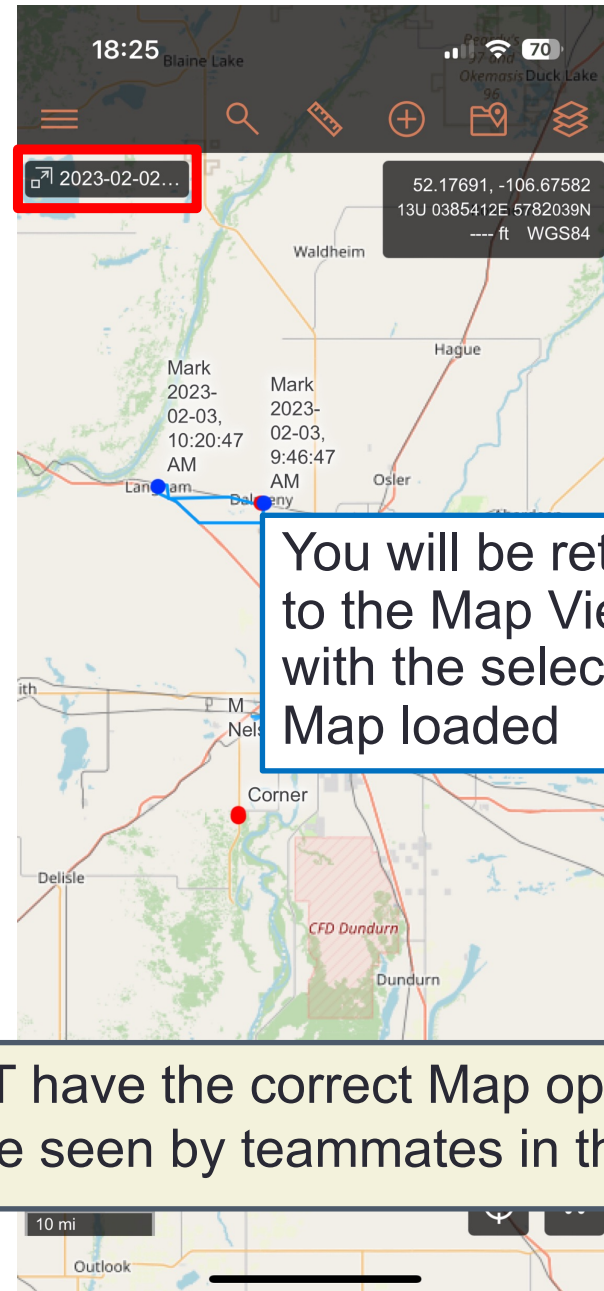 18:25
70
Blaine Lake
Okemasis Duck Lake
96
2023-02-02...
52.17691, -106.67582
13U 0385412E 5782039N
---- ft WGS84
Waldheim
Hague
Mark
2023-
02-03,
10:20:47
AM
Mark
2023-
02-03,
9:46:47
AM
Osler
You will be ret
to the Map Vie
with the selec
Map loaded
ith
M
Nels
Corner
Delisle
CFD Dundurn
Dundurn
T have the correct Map op
e seen by teammates in th
10 mi
Outlook